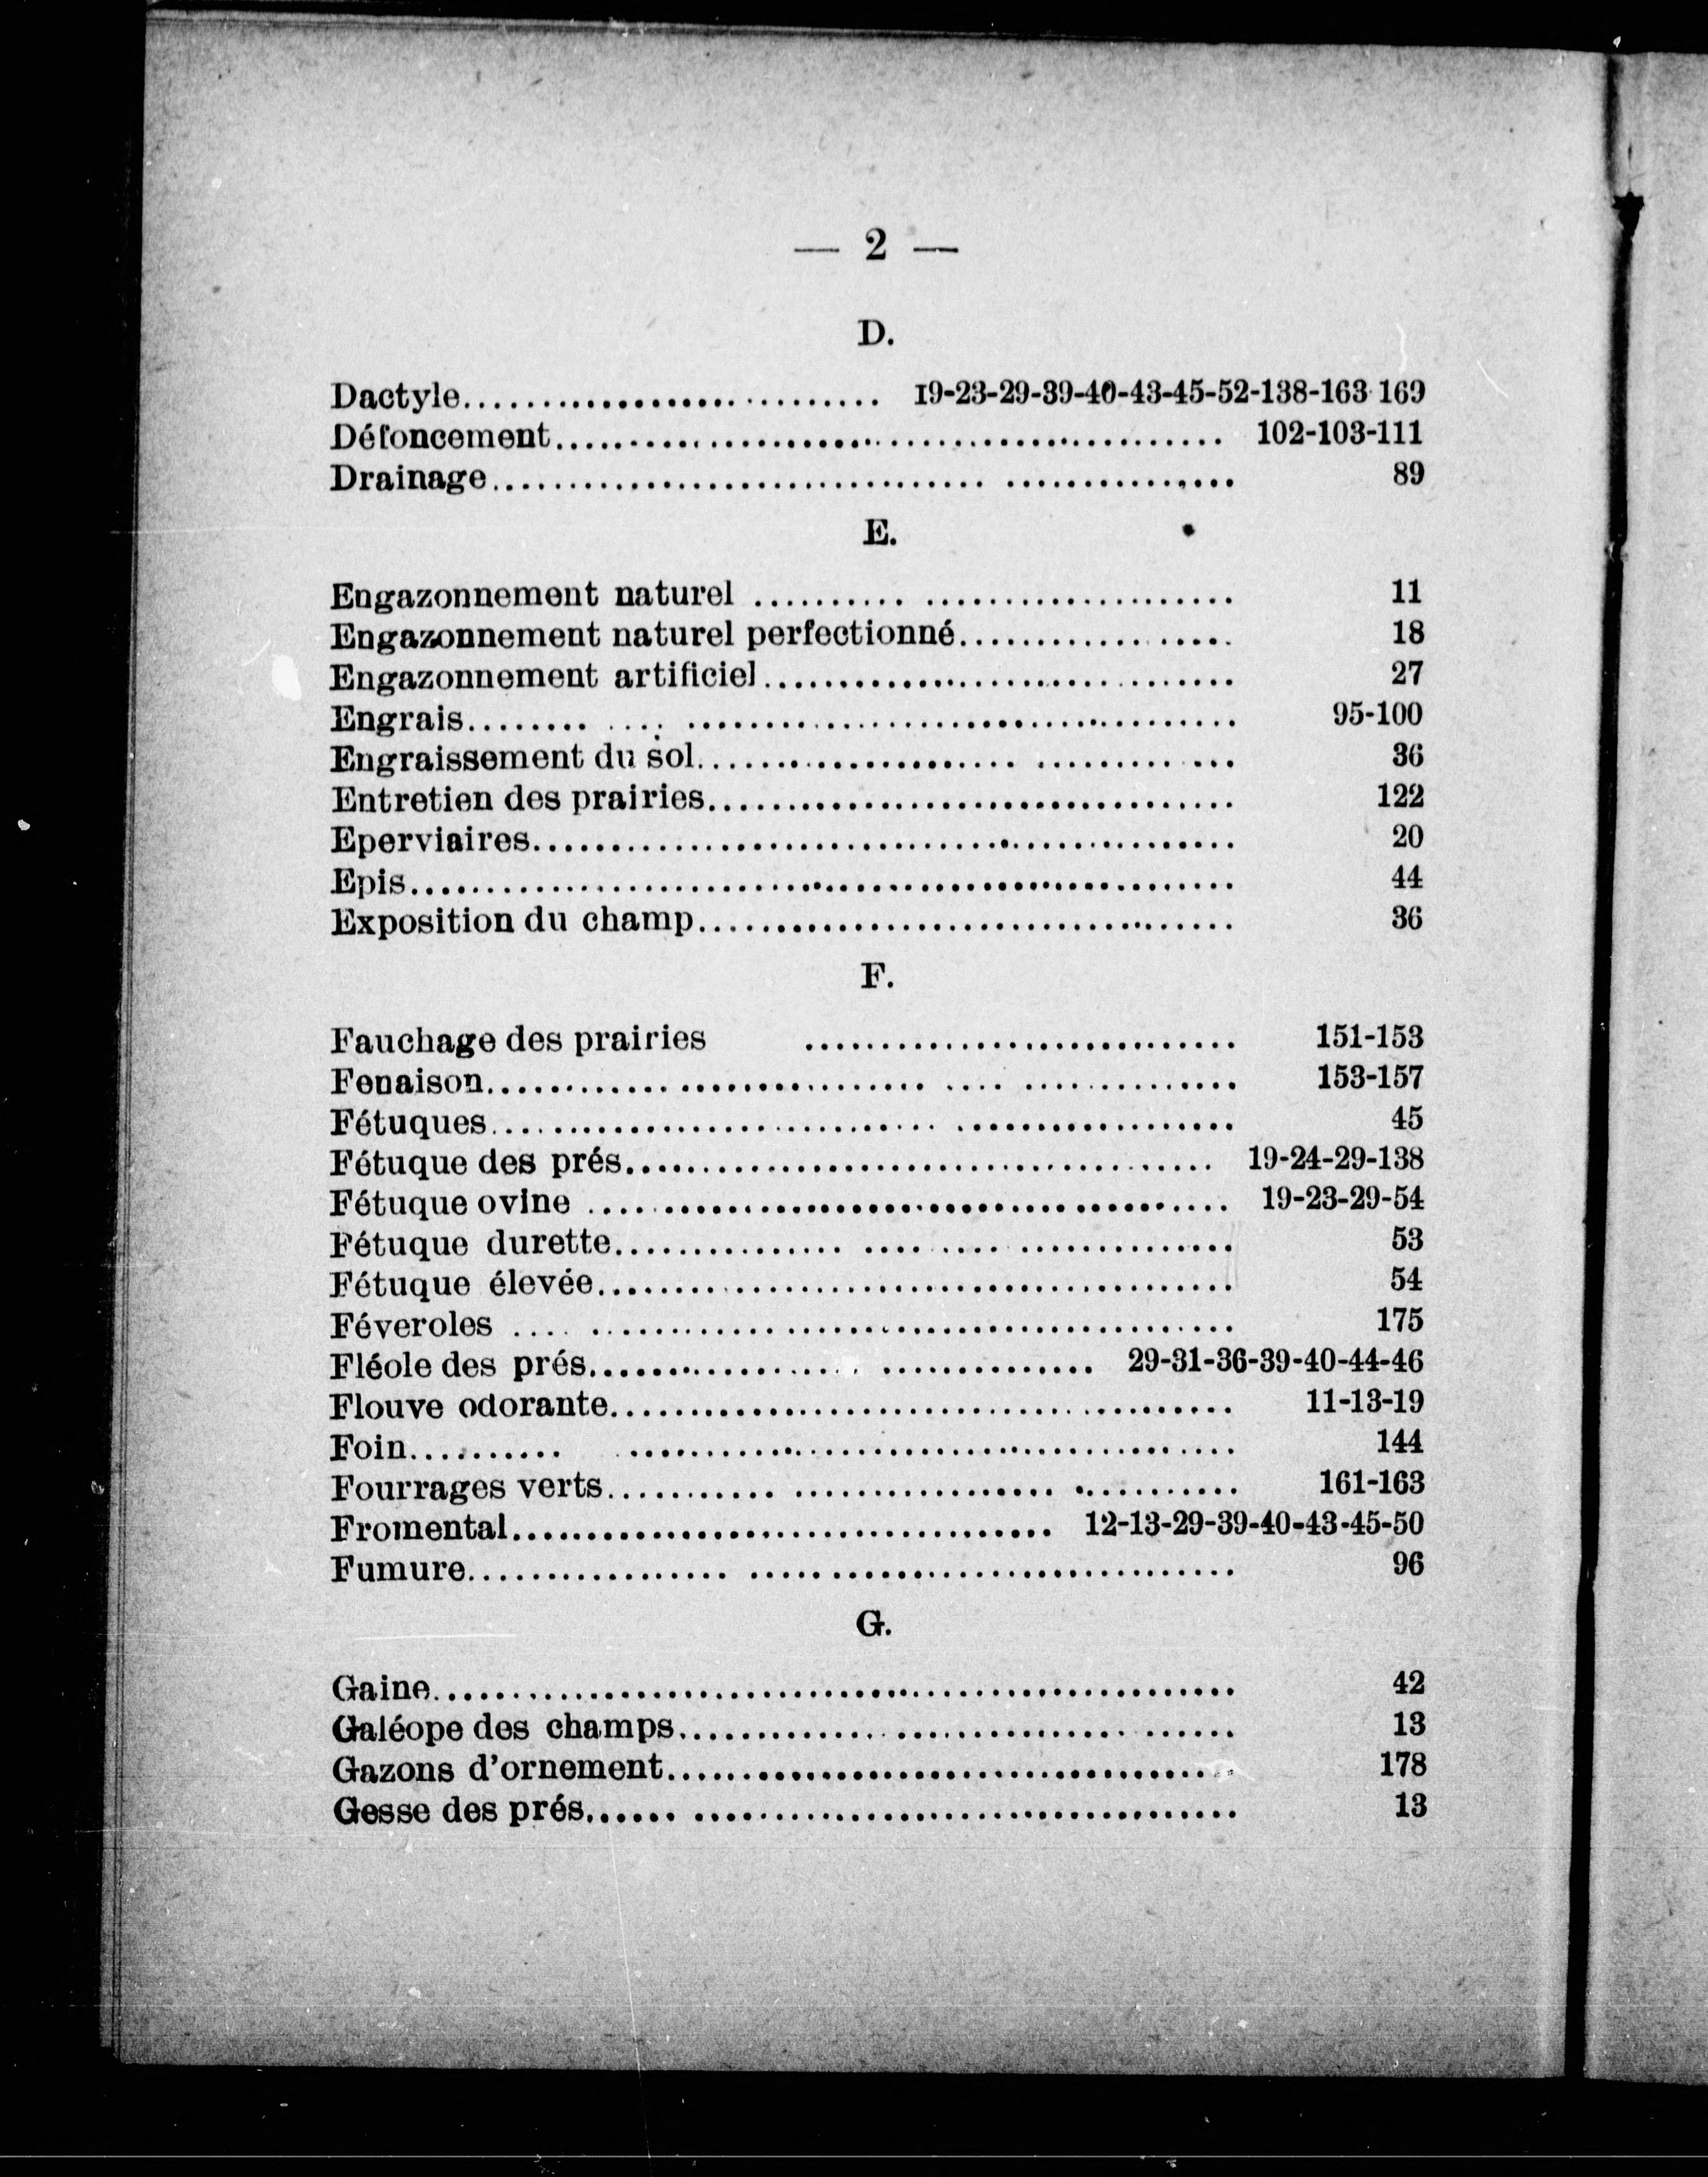 — 2 —
D.
Dactyle........................... 19-23-29-39-40-43-45-52-138-163 169
Défoncement........................................... 102-103-111
Drainage................................ ............... 89
E.
Engazonnement naturel .......... .................... 11
Engazonnement naturel perfectionné.................. 18
Engazonnement artificiel.............................. 27
Engrais........ .... ................................... 95-100
Engraissement du sol..................... ............. 36
Entretien des prairies.................................. 122
Eperviaires............................................. 20
Epis..................................................... 44
Exposition du champ................................... 36
F.
Fauchage des prairies ............................ 151-153
Fenaison............ ................ .... .............. 153-157
Fétuques............................. .................. 45
Fétuque des prés...................................... 19-24-29-138
Fétuque ovine ......................................... 19-23-29-54
Fétuque durette............... .... .... .............. 53
Fétuque élevée......................................... 54
Féveroles .... ......................................... 175
Fléole des prés.................. .............. 29-31-36-39-40-44-46
Flouve odorante........................................ 11-13-19
Foin.......... ....................................... 144
Fourrages verts........... ................. ........... 161-163
Fromental................................... 12-13-29-39-40-43-45-50
Fumure................. ............................... 96
G.
Gaine.................................................... 42
Galéope des champs............. ............... ...... 13
Gazons d'ornement..................................... 178
Gesse des prés...... ................................... 13